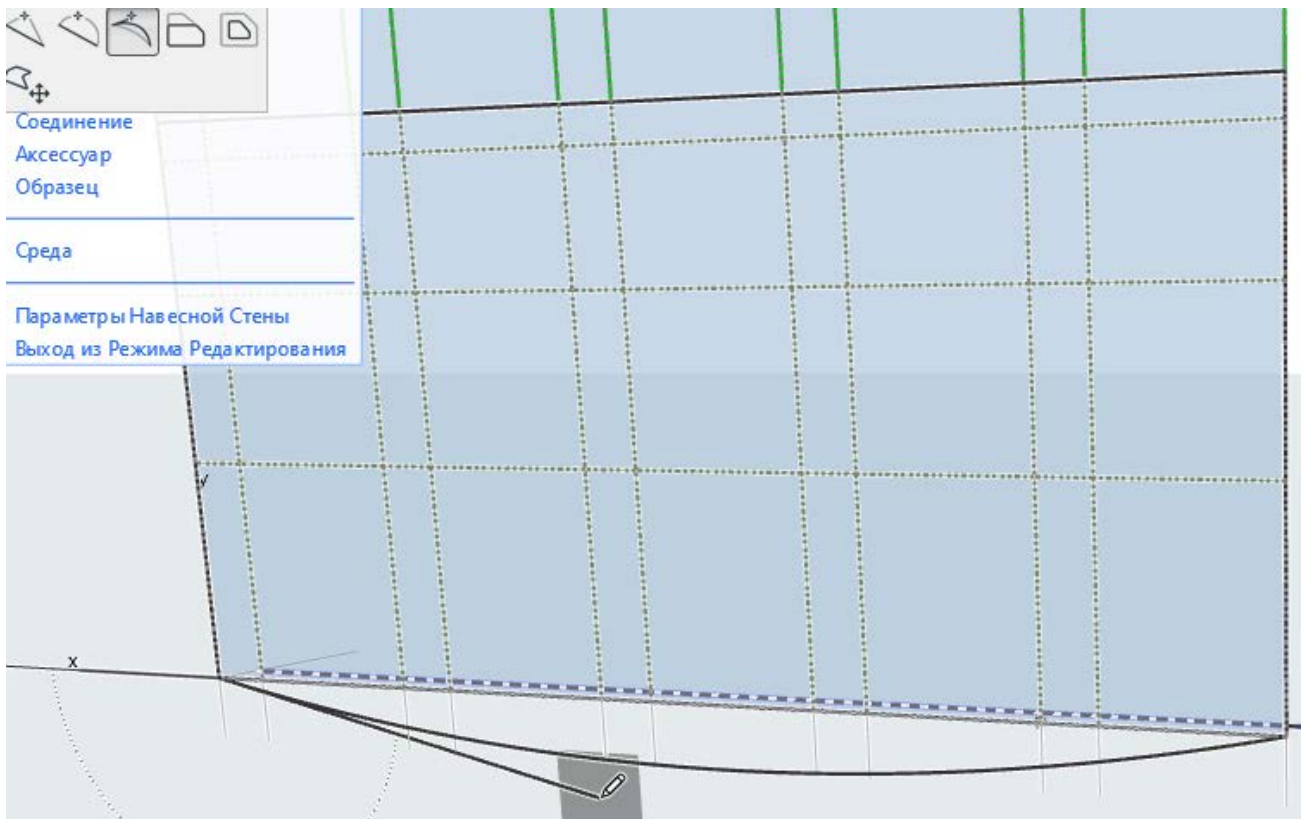 Соединение
Аксессуар
Образец
Среда
Параметры Навесной Стены
Выход из Режима Редактирования
y
x